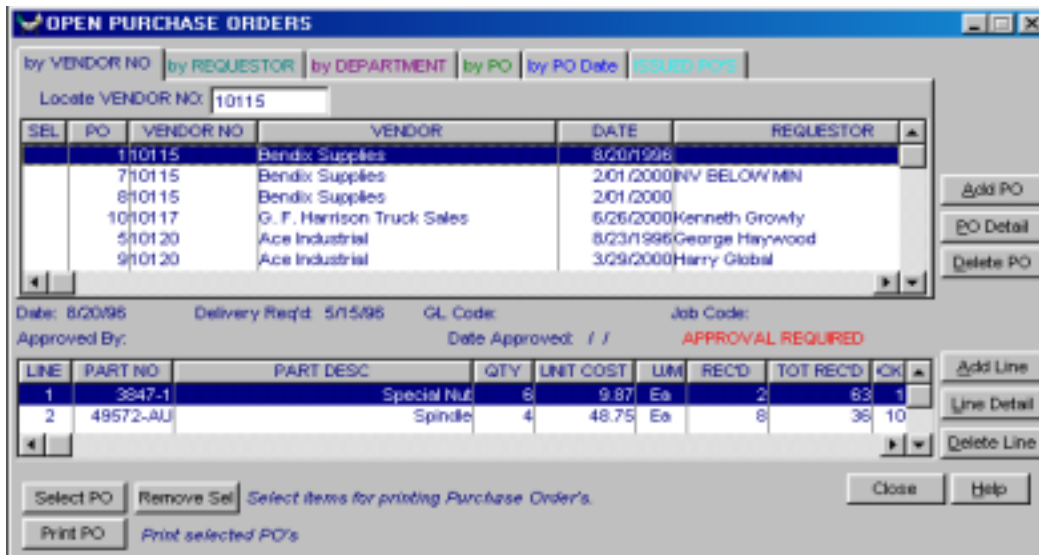 OPEN PURCHASE ORDERS
by VENDOR NO by REQUESTOR by DEPARTMENT by PO by PO Date ISSUED PO'S
Locate VENDOR NO: 10115
SEL PO VENDOR NO VENDOR DATE REQUESTOR
1 10115 Bendix Supplies 8/20/1996
7 10115 Bendix Supplies 2/01/2000 INV BELOW MIN
8 10115 Bendix Supplies 2/01/2000
10 10117 G. F. Harrison Truck Sales 6/26/2000 Kenneth Growly
5 10120 Ace Industrial 8/23/1996 George Haywood
9 10120 Ace Industrial 3/29/2000 Harry Global
Add PO
PO Detail
Delete PO
Date: 8/20/96 Delivery Req'd: 5/15/96 GL Code: Job Code:
Approved By: Date Approved: / / APPROVAL REQUIRED
LINE PART NO PART DESC QTY UNIT COST U/M REC'D TOT REC'D CK
1 3847-1 Special Nut 6 9.87 Ea 2 63 1
2 49572-AU Spindle 4 48.75 Ea 8 36 10
Add Line
Line Detail
Delete Line
Select PO Remove Sel Select items for printing Purchase Order's. Close Help
Print PO Print selected PO's